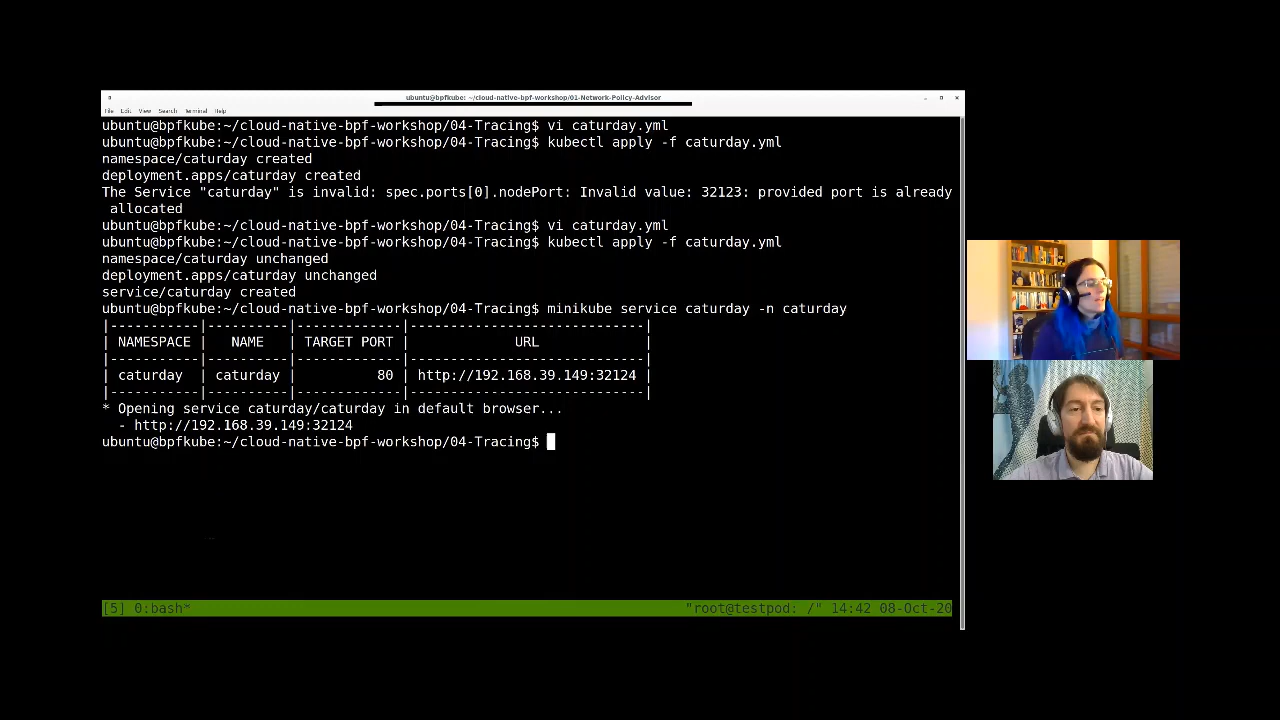 ubuntu@bpfkube: ~/cloud-native-bpf-workshop/01-Network-Policy-Advisor
File Edit View Search Terminal Help
ubuntu@bpfkube:~/cloud-native-bpf-workshop/04-Tracing$ vi caturday.yml
ubuntu@bpfkube:~/cloud-native-bpf-workshop/04-Tracing$ kubectl apply -f caturday.yml
namespace/caturday created
deployment.apps/caturday created
The Service "caturday" is invalid: spec.ports[0].nodePort: Invalid value: 32123: provided port is already
 allocated
ubuntu@bpfkube:~/cloud-native-bpf-workshop/04-Tracing$ vi caturday.yml
ubuntu@bpfkube:~/cloud-native-bpf-workshop/04-Tracing$ kubectl apply -f caturday.yml
namespace/caturday unchanged
deployment.apps/caturday unchanged
service/caturday created
ubuntu@bpfkube:~/cloud-native-bpf-workshop/04-Tracing$ minikube service caturday -n caturday
|-----------|----------|-------------|----------------------------|
| NAMESPACE |   NAME   | TARGET PORT |            URL             |
|-----------|----------|-------------|----------------------------|
| caturday  | caturday |          80 | http://192.168.39.149:32124 |
|-----------|----------|-------------|----------------------------|
* Opening service caturday/caturday in default browser...
  - http://192.168.39.149:32124
ubuntu@bpfkube:~/cloud-native-bpf-workshop/04-Tracing$
[5] 0:bash* "root@testpod: /" 14:42 08-Oct-20